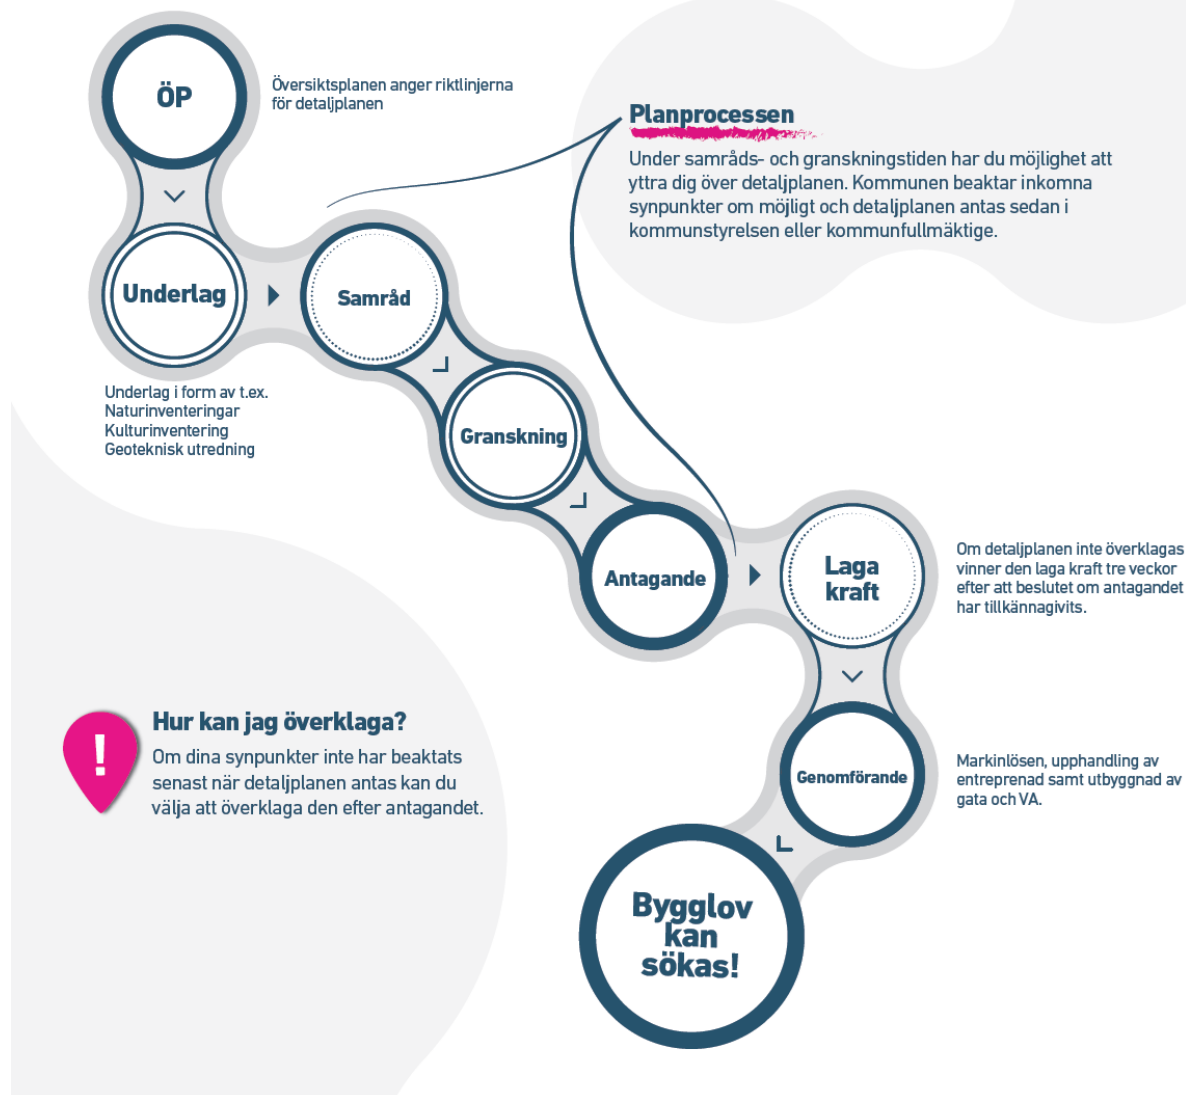 ÖP
Översiktsplanen anger riktlinjerna
för detaljplanen
Planprocessen
Under samråds- och granskningstiden har du möjlighet att
yttra dig över detaljplanen. Kommunen beaktar inkomna
synpunkter om möjligt och detaljplanen antas sedan i
kommunstyrelsen eller kommunfullmäktige.
Underlag
Samråd
Underlag i form av t.ex.
Naturinventeringar
Kulturinventering
Geoteknisk utredning
Granskning
Antagande
Laga
kraft
Om detaljplanen inte överklagas
vinner den laga kraft tre veckor
efter att beslutet om antagandet
har tillkännagivits.
!
Hur kan jag överklaga?
Om dina synpunkter inte har beaktats
senast när detaljplanen antas kan du
välja att överklaga den efter antagandet.
Genomförande
Markinlösen, upphandling av
entreprenad samt utbyggnad av
gata och VA.
Bygglov
kan
sökas!